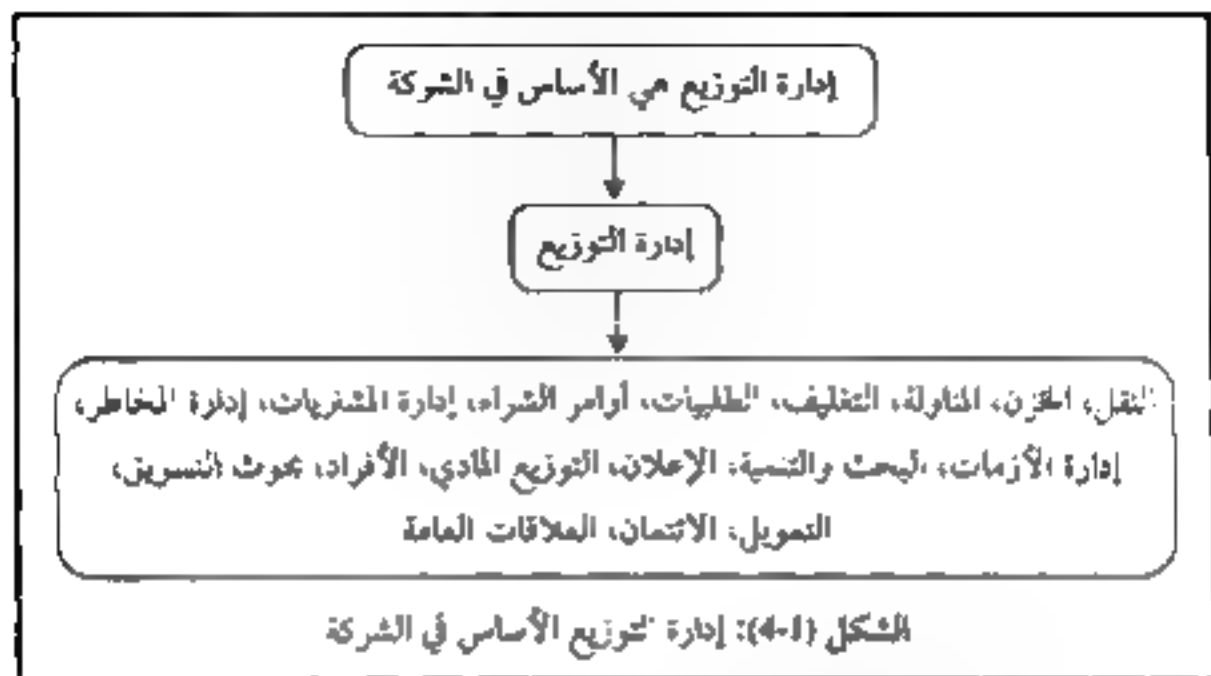 إدارة التوزيع هي الأساس في الشركة
إدارة التوزيع
النقل، الخزن، المناولة، التغليف، الطلبيات، أوامر الشراء، إدارة المشتريات، إدارة المخاطر،
إدارة الأزمات، البحث والتنمية، الإعلان، التوزيع المادي، الأفراد، بحوث التسويق،
التمويل، الائتمان، العلاقات العامة
الشكل (1-4): إدارة التوزيع الأساس في الشركة